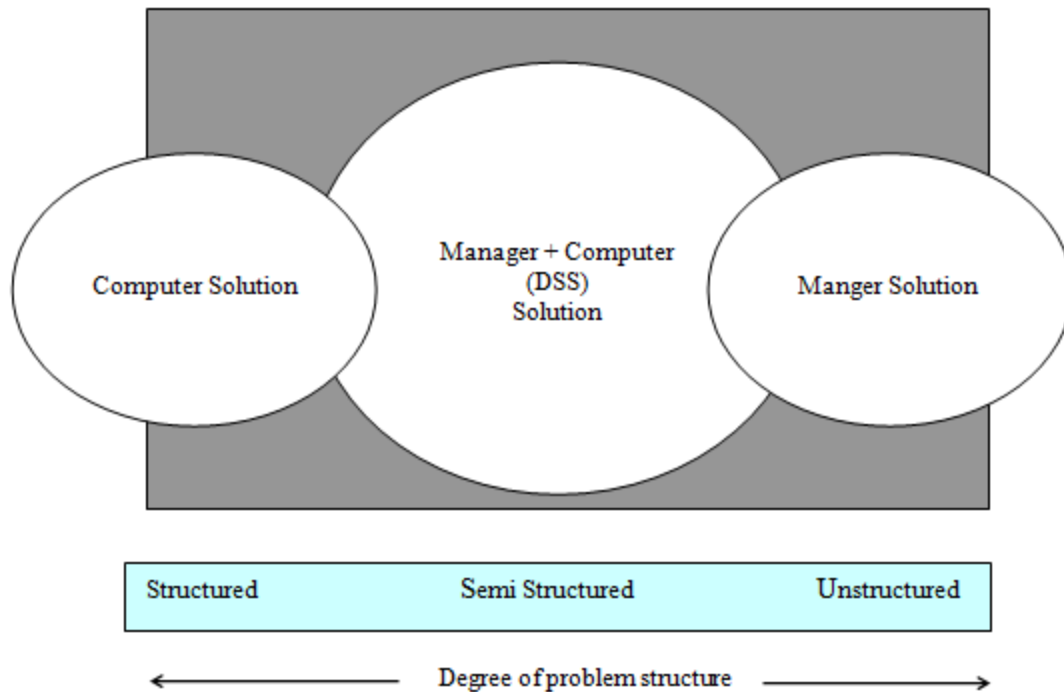 Computer Solution
Manager + Computer
(DSS)
Solution
Manger Solution
Structured
Semi Structured
Unstructured
Degree of problem structure